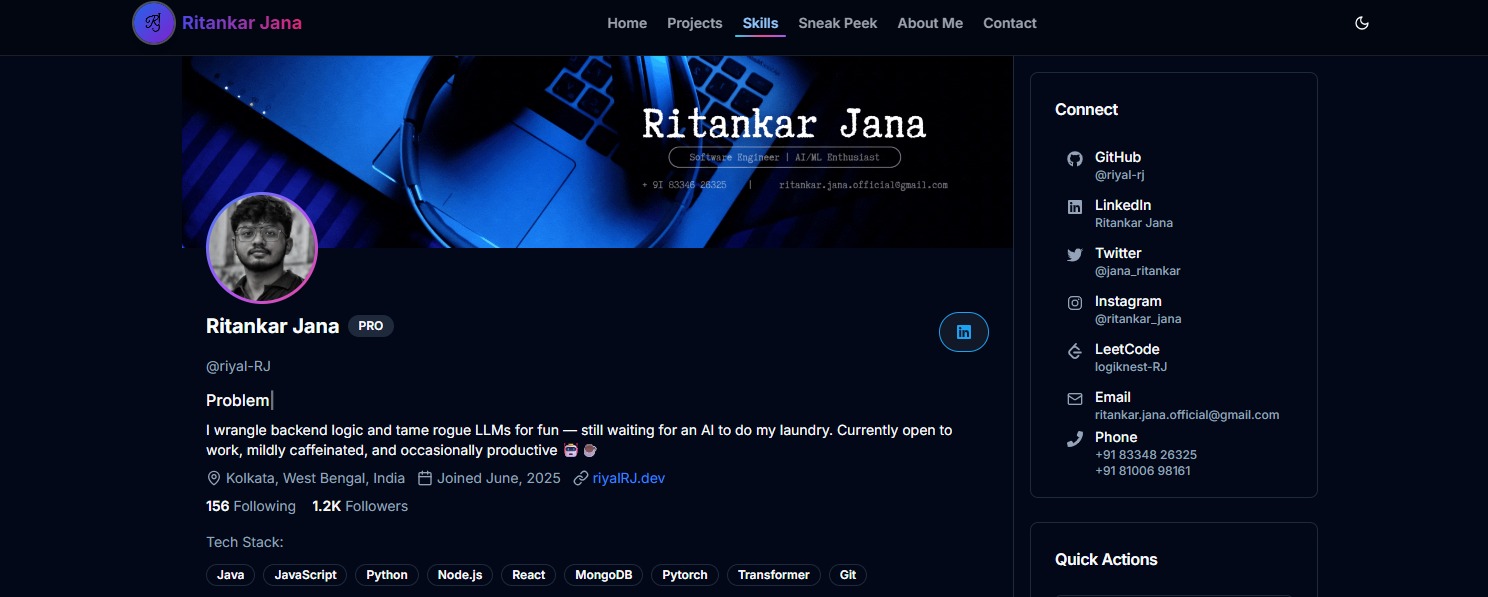 Ritankar Jana
Home Projects Skills Sneak Peek About Me Contact
Ritankar Jana
Software Engineer | AI/ML Enthusiast
+ 91 83346 26325 | ritankar.jana.official@gmail.com
Ritankar Jana PRO
@riyal-RJ
Problem
I wrangle backend logic and tame rogue LLMs for fun — still waiting for an AI to do my laundry. Currently open to
work, mildly caffeinated, and occasionally productive 🤖 ☕
Kolkata, West Bengal, India Joined June, 2025 riyalRJ.dev
156 Following 1.2K Followers
Tech Stack:
Java JavaScript Python Node.js React MongoDB Pytorch Transformer Git
Connect
GitHub
@riyal-rj
LinkedIn
Ritankar Jana
Twitter
@jana_ritankar
Instagram
@ritankar_jana
LeetCode
logiknest-RJ
Email
ritankar.jana.official@gmail.com
Phone
+91 83348 26325
+91 81006 98161
Quick Actions